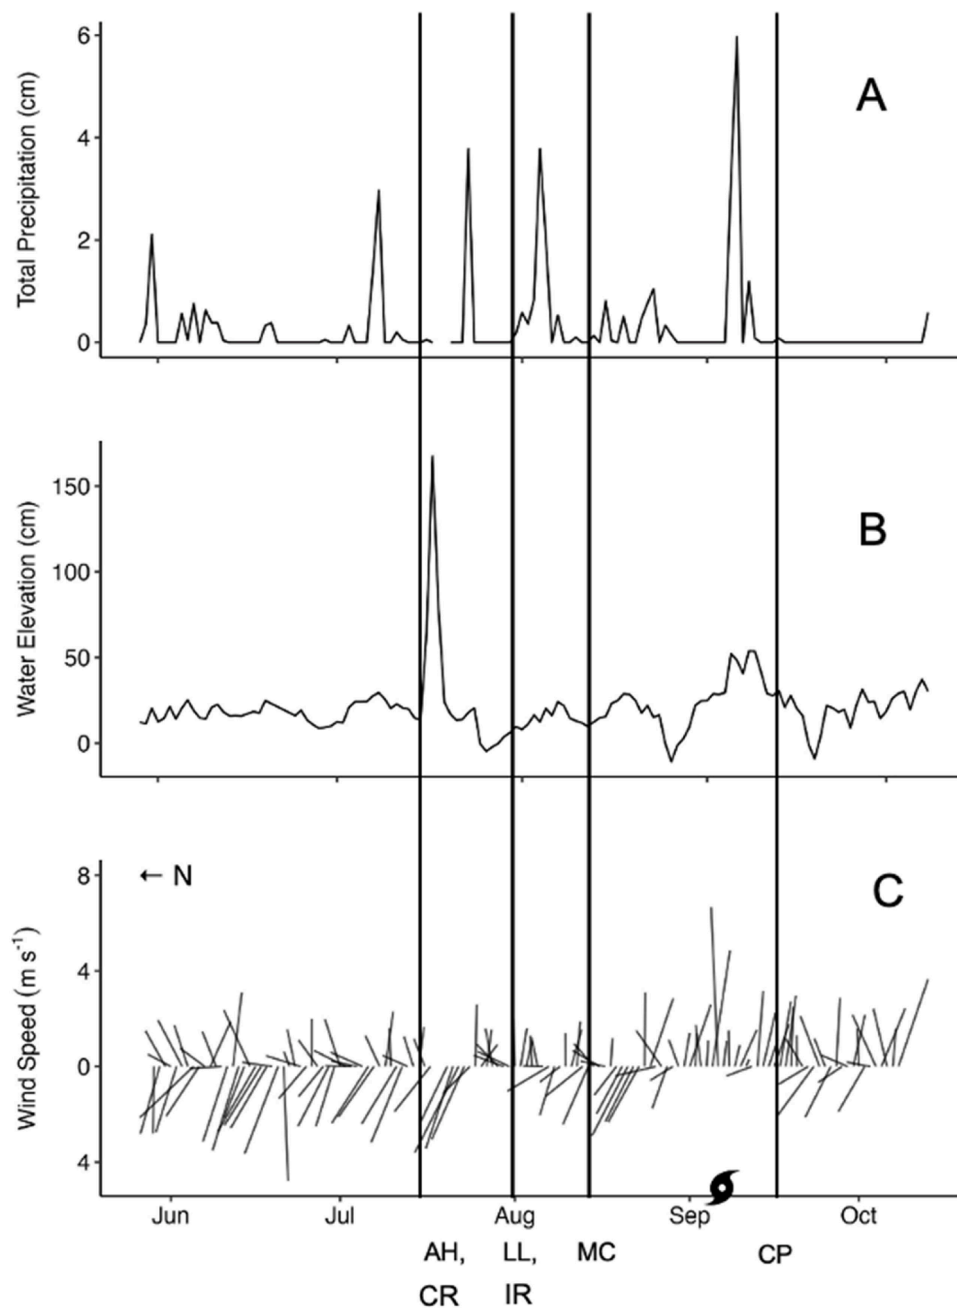 A
Total Precipitation (cm)
6
4
2
0
B
Water Elevation (cm)
150
100
50
0
← N
C
Wind Speed (m s⁻¹)
8
4
0
4
Jun Jul Aug Sep Oct
AH, LL, MC CP
CR IR